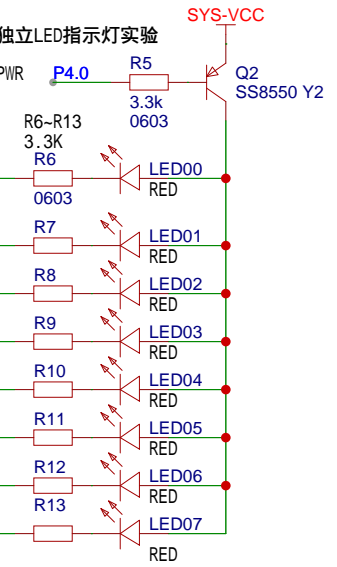 SYS-VCC
独立LED指示灯实验
PWR P4.0 R5 Q2
3.3k SS8550 Y2
0603
R6~R13
3.3K
R6 LED00
0603 RED
R7 LED01
RED
R8 LED02
RED
R9 LED03
RED
R10 LED04
RED
R11 LED05
RED
R12 LED06
RED
R13 LED07
RED